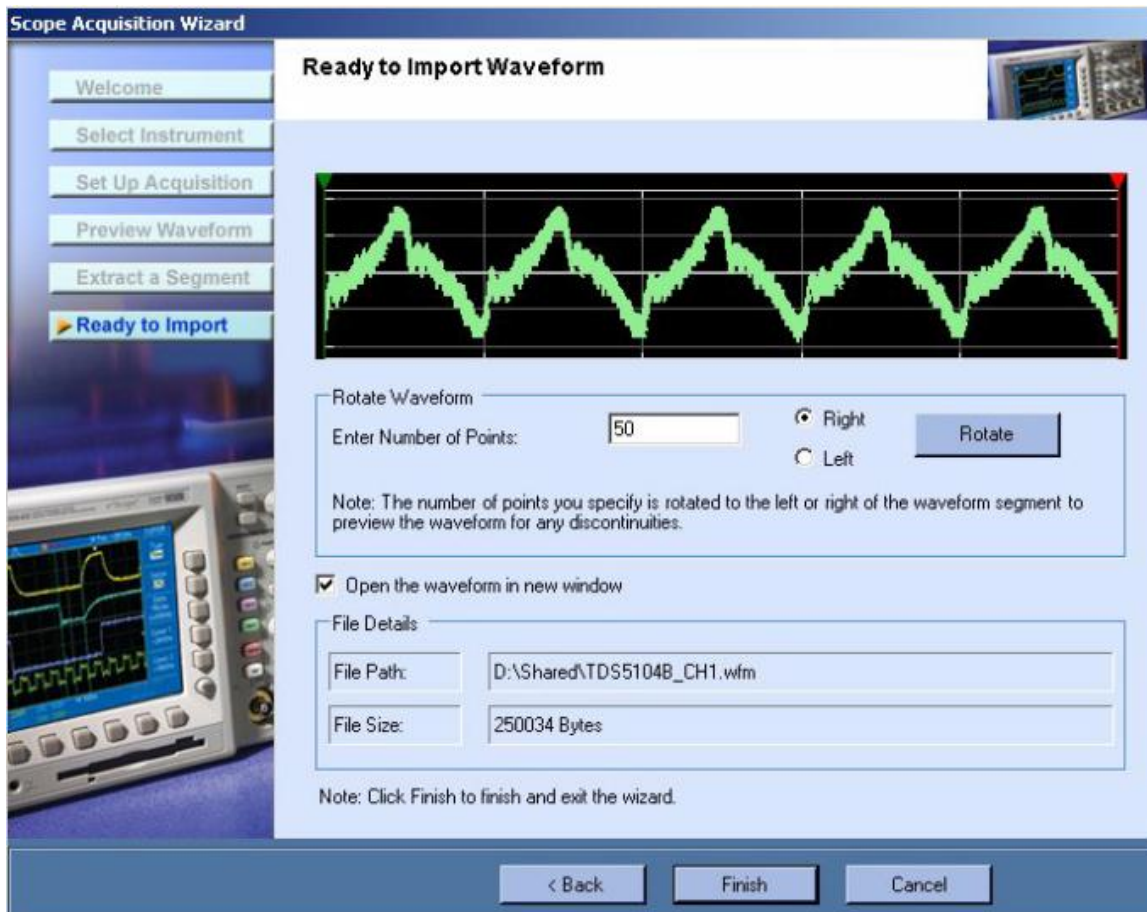 Scope Acquisition Wizard
Welcome
Select Instrument
Set Up Acquisition
Preview Waveform
Extract a Segment
Ready to Import
Ready to Import Waveform
Rotate Waveform
Enter Number of Points:
50
Right
Left
Rotate
Note: The number of points you specify is rotated to the left or right of the waveform segment to
preview the waveform for any discontinuities.
Open the waveform in new window
File Details
File Path:
D:\Shared\TDS5104B_CH1.wfm
File Size:
250034 Bytes
Note: Click Finish to finish and exit the wizard.
< Back
Finish
Cancel